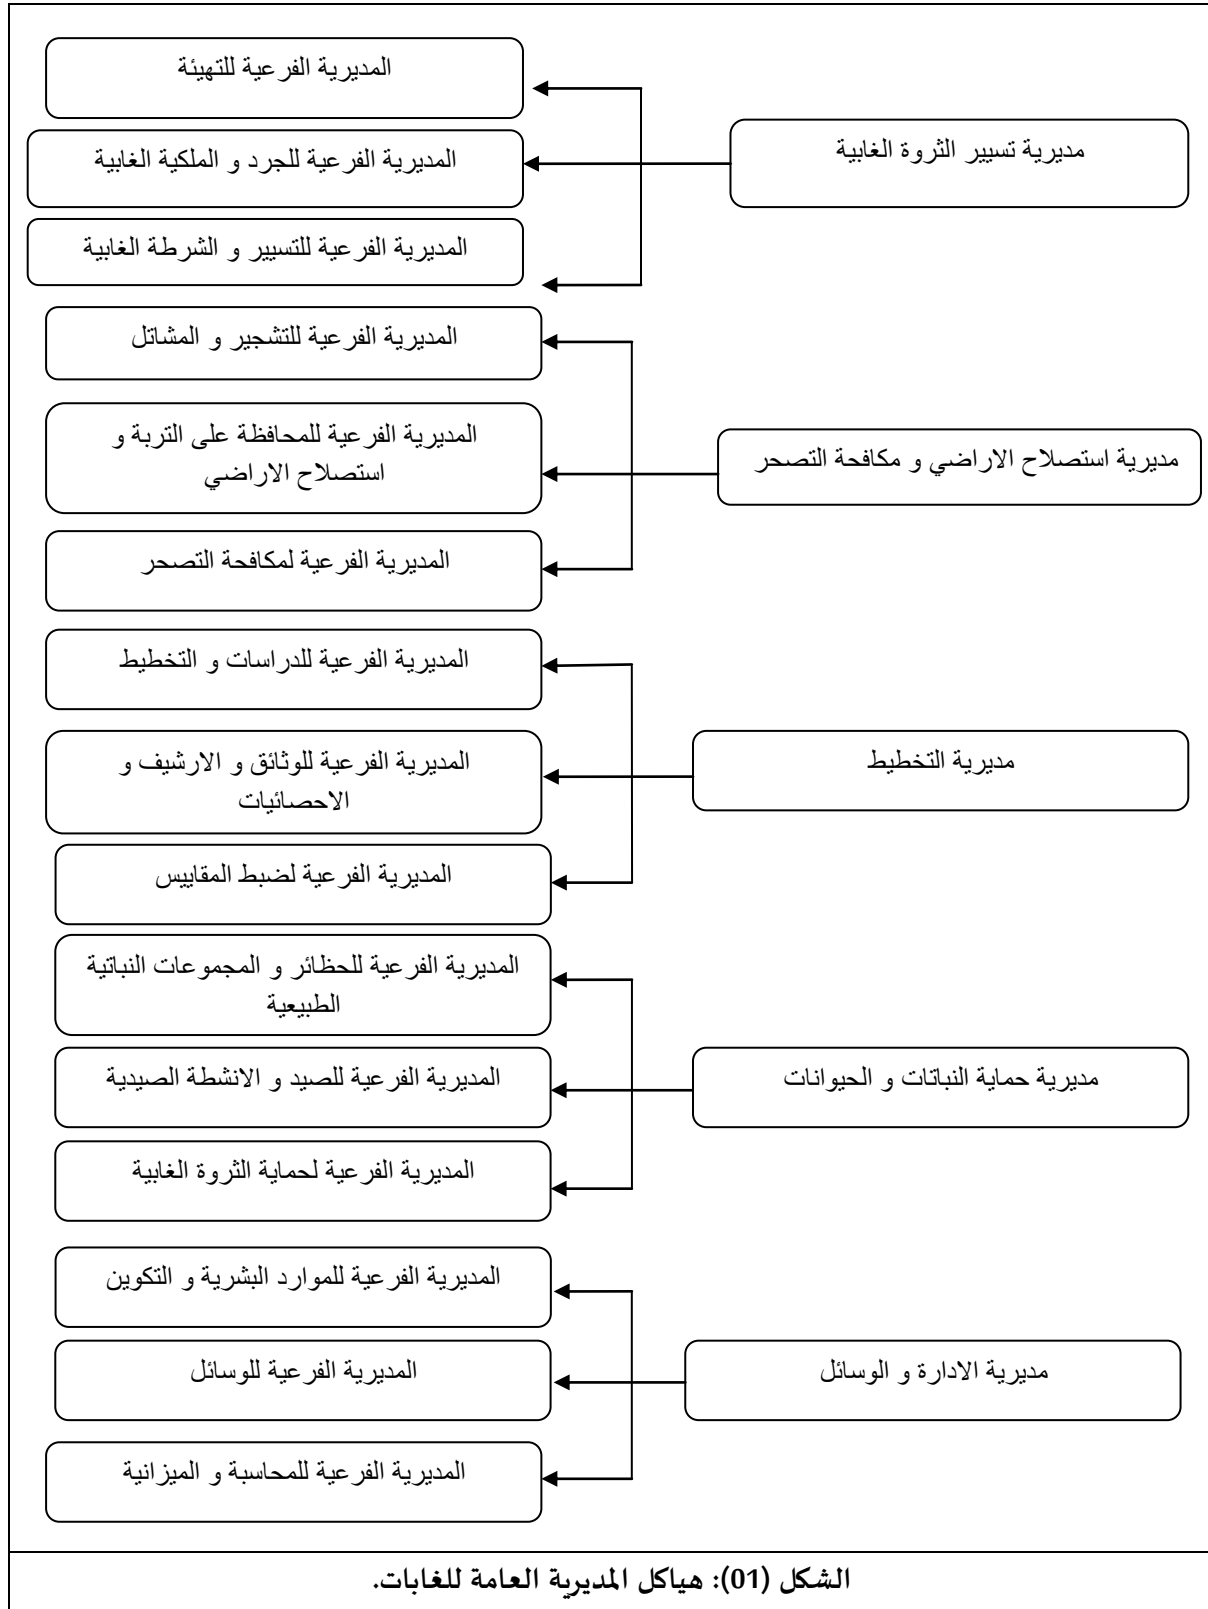 المديرية الفرعية للتهيئة
مديرية تسيير الثروة الغابية
المديرية الفرعية للجرد و الملكية الغابية
المديرية الفرعية للتسيير و الشرطة الغابية
المديرية الفرعية للتشجير و المشاتل
مديرية استصلاح الاراضي و مكافحة التصحر
المديرية الفرعية للمحافظة على التربة و
استصلاح الاراضي
المديرية الفرعية لمكافحة التصحر
المديرية الفرعية للدراسات و التخطيط
مديرية التخطيط
المديرية الفرعية للوثائق و الارشيف و
الاحصائيات
المديرية الفرعية لضبط المقاييس
المديرية الفرعية للحظائر و المجموعات النباتية
الطبيعية
مديرية حماية النباتات و الحيوانات
المديرية الفرعية للصيد و الانشطة الصيدية
المديرية الفرعية لحماية الثروة الغابية
المديرية الفرعية للموارد البشرية و التكوين
مديرية الادارة و الوسائل
المديرية الفرعية للوسائل
المديرية الفرعية للمحاسبة و الميزانية
الشكل (01): هياكل المديرية العامة للغابات.